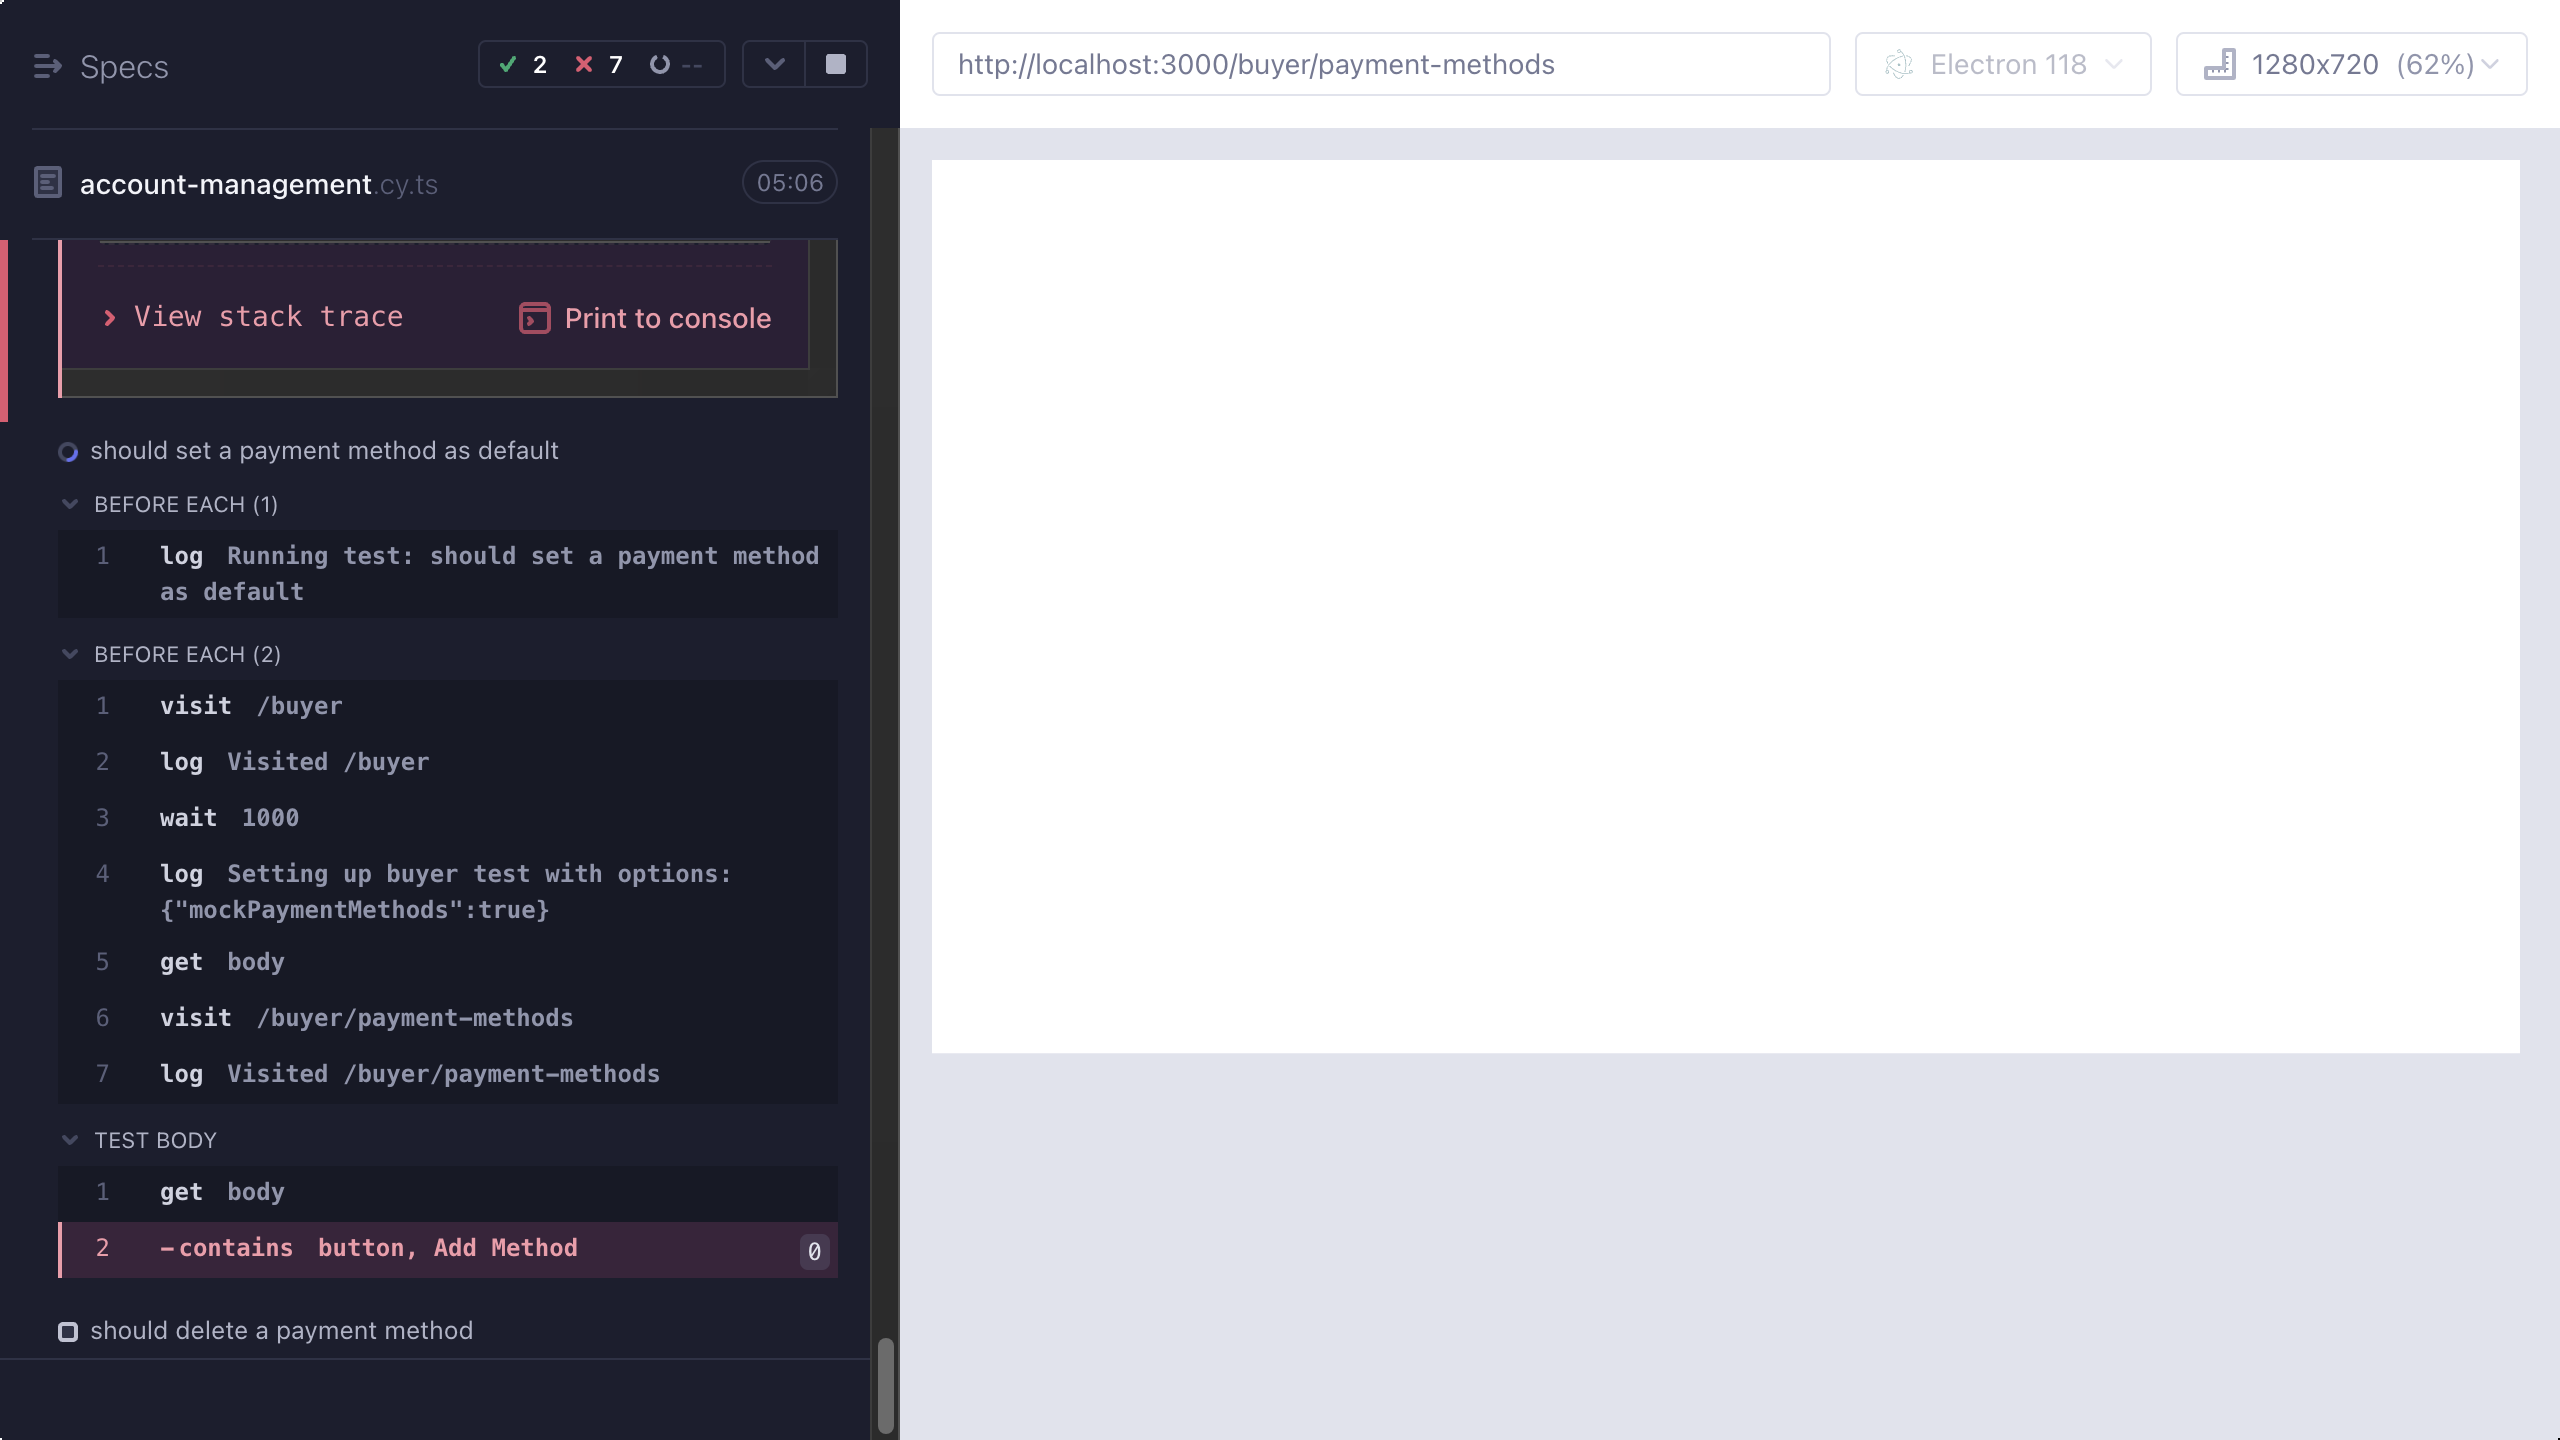 Specs
2 7 --
account-management.cy.ts
05:06
View stack trace
Print to console
should set a payment method as default
BEFORE EACH (1)
1 log Running test: should set a payment method
as default
BEFORE EACH (2)
1 visit /buyer
2 log Visited /buyer
3 wait 1000
4 log Setting up buyer test with options:
{"mockPaymentMethods":true}
5 get body
6 visit /buyer/payment-methods
7 log Visited /buyer/payment-methods
TEST BODY
1 get body
2 -contains button, Add Method 0
should delete a payment method
http://localhost:3000/buyer/payment-methods
Electron 118
1280x720 (62%)